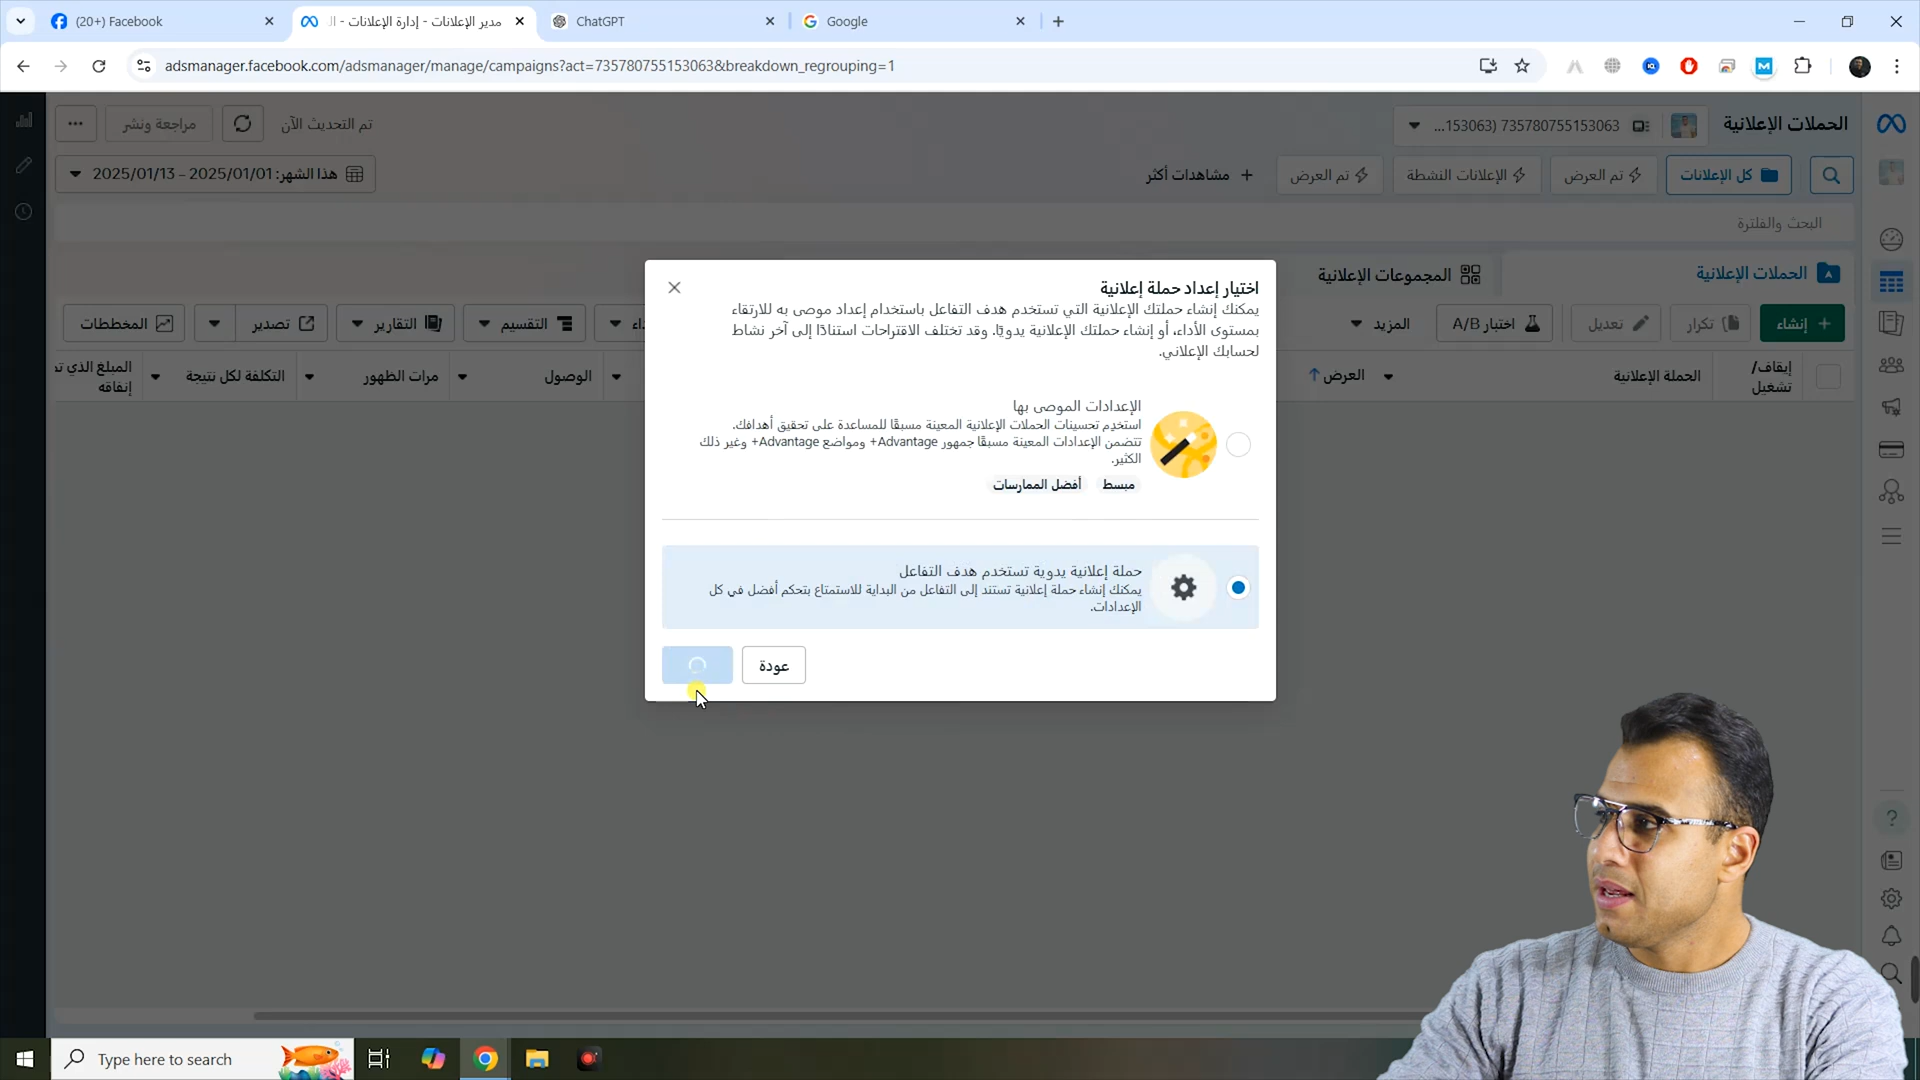 (20+) Facebook
مدير الإعلانات - إدارة الإعلانات - ال
ChatGPT
Google
adsmanager.facebook.com/adsmanager/manage/campaigns?act=735780755153063&breakdown_regrouping=1
الحملات الإعلانية
735780755153063 (153063...
تم التحديث الآن
مراجعة ونشر
كل الإعلانات
تم العرض
الإعلانات النشطة
تم العرض
مشاهدات أكثر
هذا الشهر: 2025/01/01 – 2025/01/13
البحث والفلترة
الحملات الإعلانية
المجموعات الإعلانية
إنشاء
تكرار
تعديل
اختبار A/B
المزيد
التقسيم
التقارير
تصدير
المخططات
إيقاف/
تشغيل
الحملة الإعلانية
العرض
الوصول
مرات الظهور
التكلفة لكل نتيجة
المبلغ الذي تم
إنفاقه
اختيار إعداد حملة إعلانية
يمكنك إنشاء حملتك الإعلانية التي تستخدم هدف التفاعل باستخدام إعداد موصى به للارتقاء
بمستوى الأداء، أو إنشاء حملتك الإعلانية يدويًا. وقد تختلف الاقتراحات استنادًا إلى آخر نشاط
لحسابك الإعلاني.
الإعدادات الموصى بها
استخدِم تحسينات الحملات الإعلانية المعينة مسبقًا للمساعدة على تحقيق أهدافك.
تتضمن الإعدادات المعينة مسبقًا جمهور Advantage+ ومواضع Advantage+ وغير ذلك
الكثير.
مبسط
أفضل الممارسات
حملة إعلانية يدوية تستخدم هدف التفاعل
يمكنك إنشاء حملة إعلانية تستند إلى التفاعل من البداية للاستمتاع بتحكم أفضل في كل
الإعدادات.
عودة
Type here to search